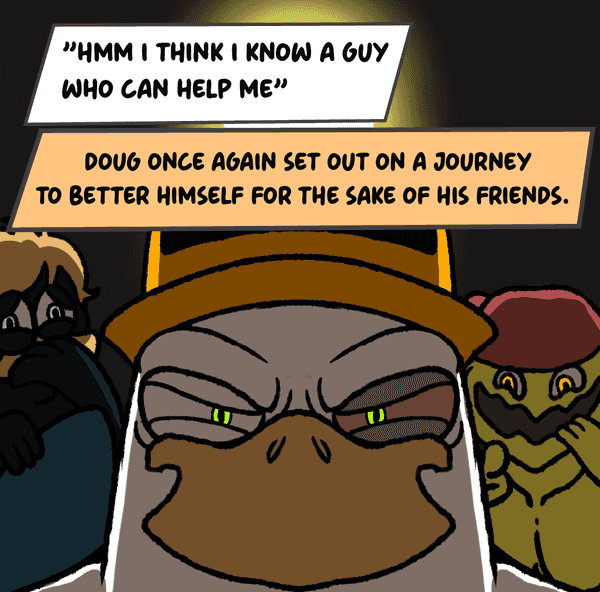 "HMM I THINK I KNOW A GUY
WHO CAN HELP ME"
DOUG ONCE AGAIN SET OUT ON A JOURNEY
TO BETTER HIMSELF FOR THE SAKE OF HIS FRIENDS.